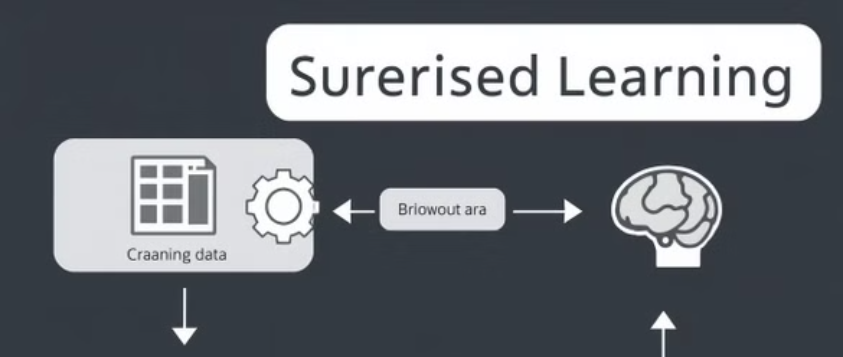 Surerised Learning
Briowout ara
Craaning data